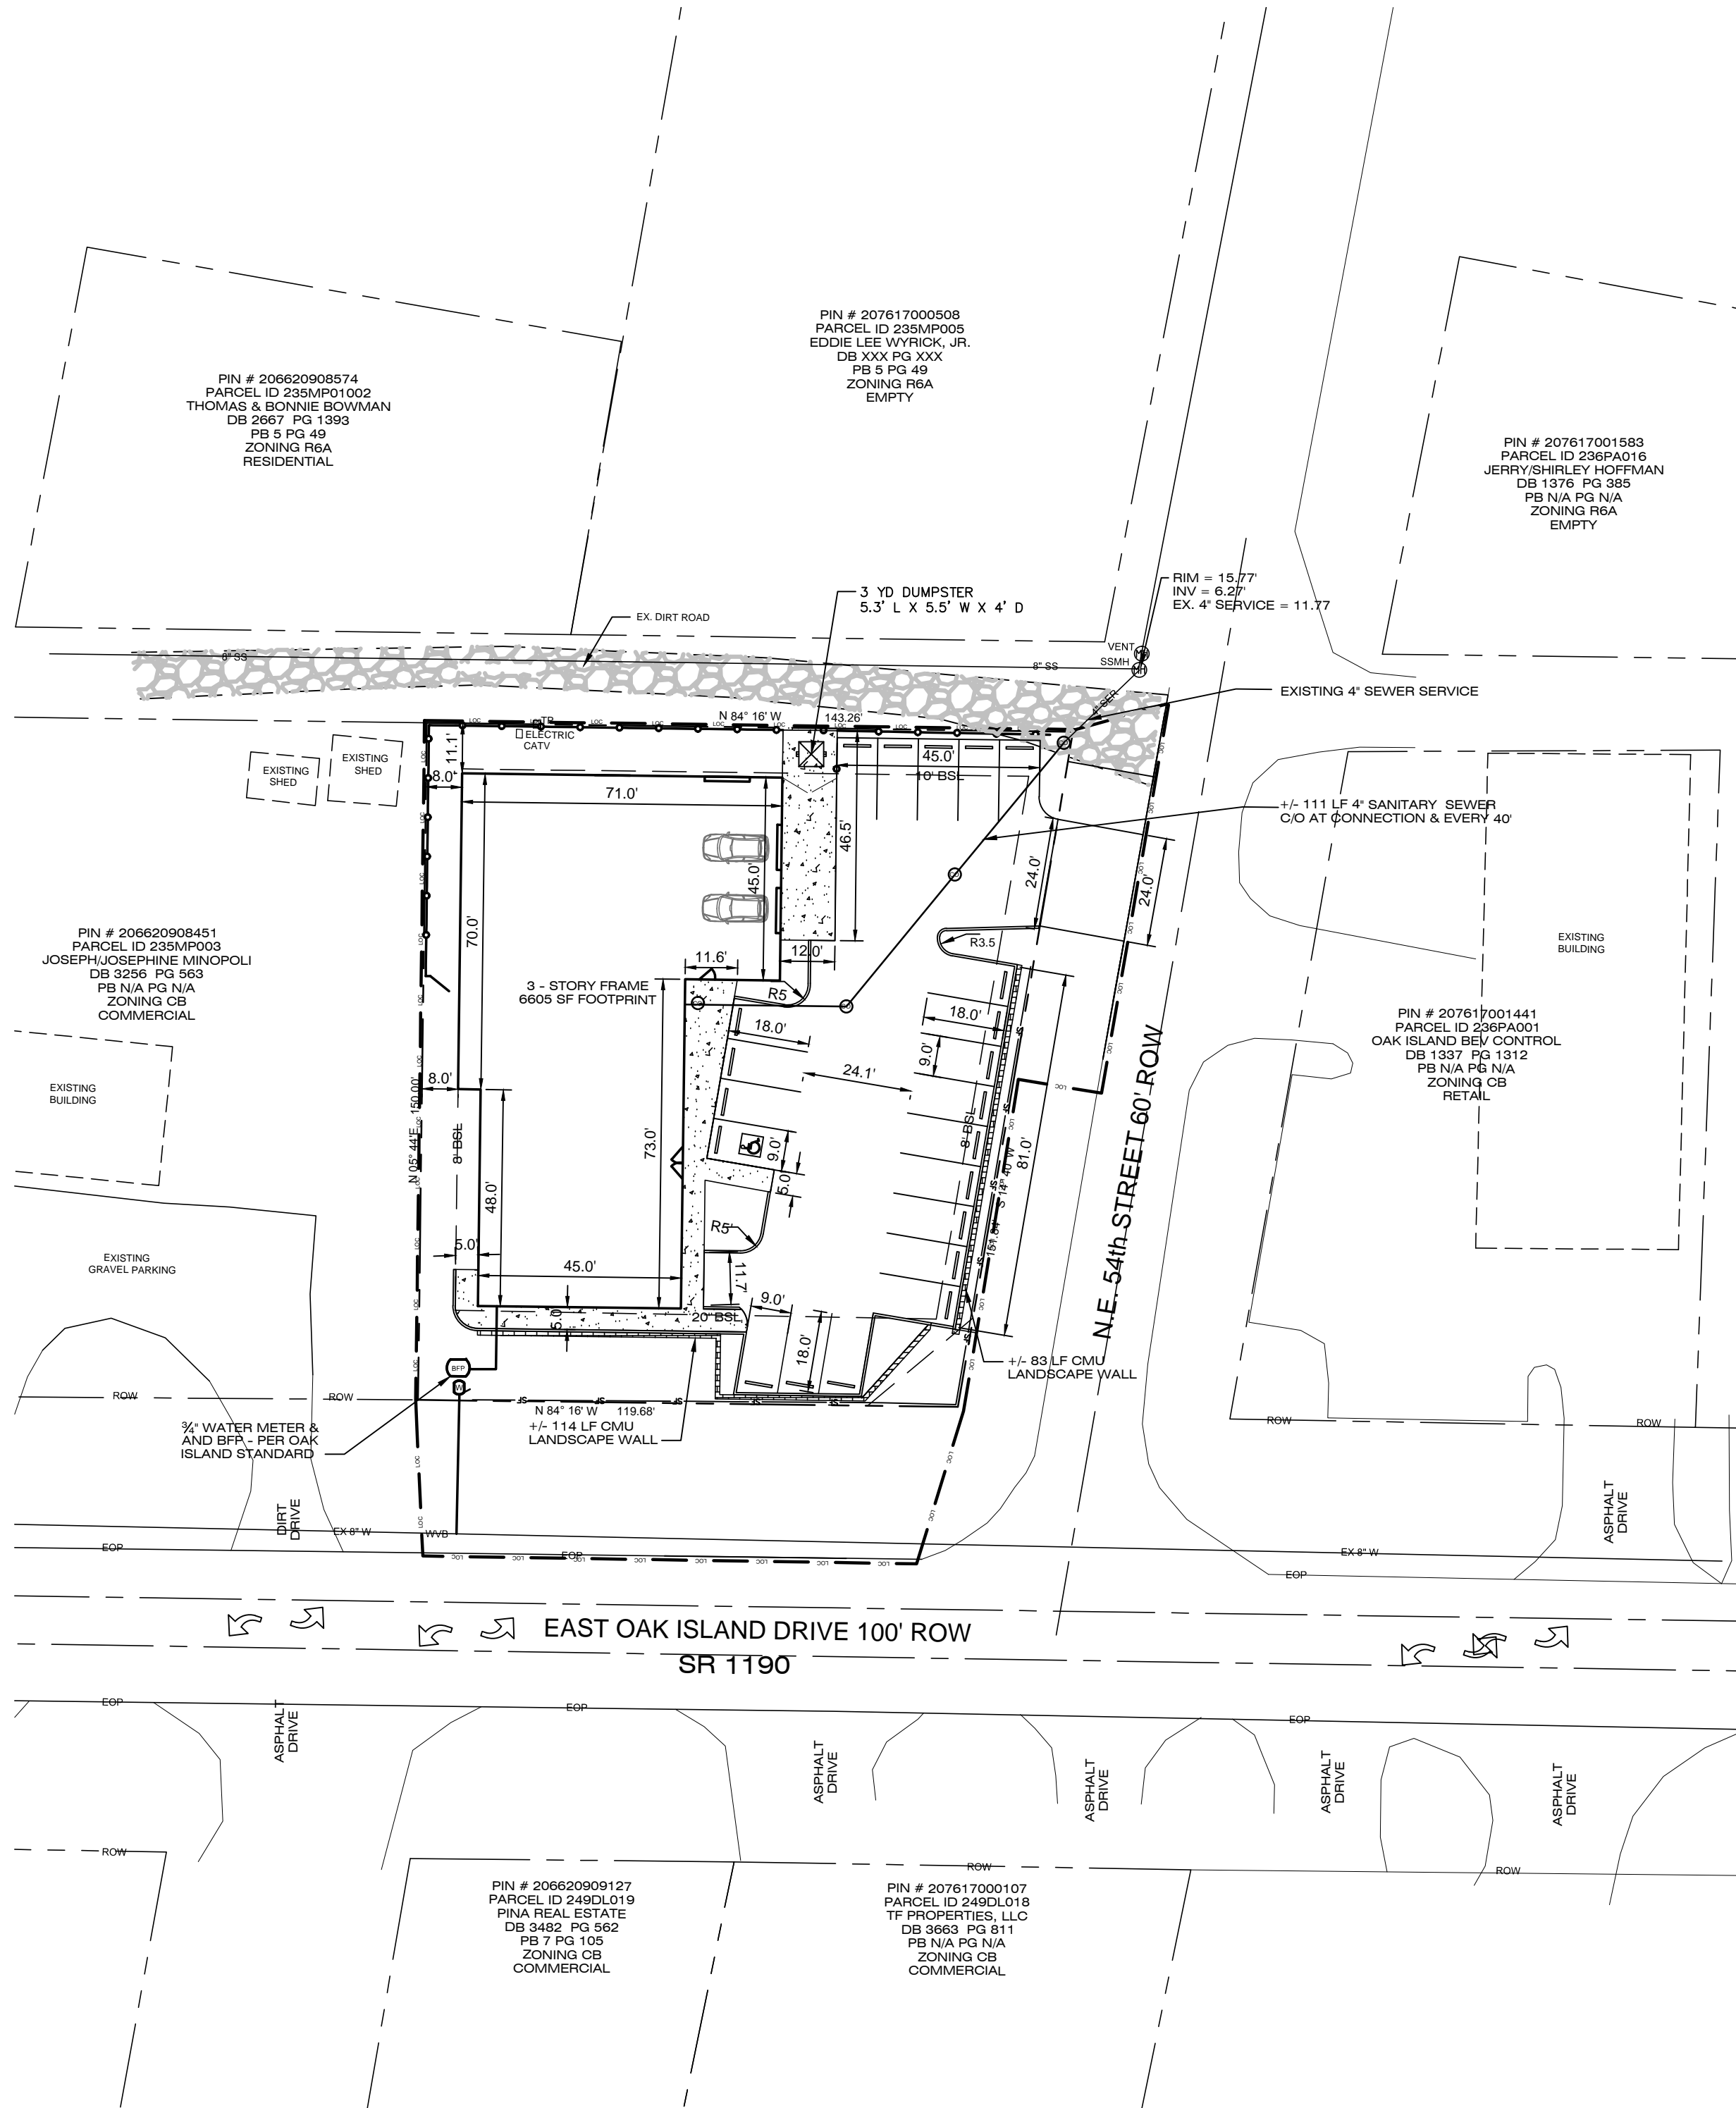 PIN # 207617000508
PARCEL ID 235MP005
EDDIE LEE WYRICK, JR.
DB XXX PG XXX
PB 5 PG 49
ZONING R6A
EMPTY
PIN # 206620908574
PARCEL ID 235MP01002
THOMAS & BONNIE BOWMAN
DB 2667 PG 1393
PB 5 PG 49
ZONING R6A
RESIDENTIAL
PIN # 207617001583
PARCEL ID 236PA016
JERRY/SHIRLEY HOFFMAN
DB 1376 PG 385
PB N/A PG N/A
ZONING R6A
EMPTY
3 YD DUMPSTER
5.3' L X 5.5' W X 4' D
RIM = 15.77'
INV = 6.27'
EX. 4" SERVICE = 11.77
EX. DIRT ROAD
VENT
SSMH
MH
8" SS
8" SS
4" SER
EXISTING 4" SEWER SERVICE
N 84° 16' W 143.26'
TP
ELECTRIC
CATV
11.1'
8.0'
45.0'
10' BSL
EXISTING
SHED
EXISTING
SHED
71.0'
46.5'
+/- 111 LF 4" SANITARY SEWER
C/O AT CONNECTION & EVERY 40'
24.0'
24.0'
45.0'
70.0'
R3.5
12.0'
11.6'
R5
3 - STORY FRAME
6605 SF FOOTPRINT
PIN # 206620908451
PARCEL ID 235MP003
JOSEPH/JOSEPHINE MINOPOLI
DB 3256 PG 563
PB N/A PG N/A
ZONING CB
COMMERCIAL
EXISTING
BUILDING
PIN # 207617001441
PARCEL ID 236PA001
OAK ISLAND BEV CONTROL
DB 1337 PG 1312
PB N/A PG N/A
ZONING CB
RETAIL
18.0'
18.0'
9.0'
24.1'
8.0'
EXISTING
BUILDING
N 05° 44'E 150.00'
8' BSL
73.0'
9.0'
5.0'
8' BSL
81.0'
151.84' S 14° 40' W
N.E. 54th STREET 60' ROW
48.0'
R5'
5.0'
45.0'
11.7'
EXISTING
GRAVEL PARKING
5.0'
20' BSL
9.0'
18.0'
+/- 83 LF CMU
LANDSCAPE WALL
BFP
W
ROW
ROW
N 84° 16' W 119.68'
+/- 114 LF CMU
LANDSCAPE WALL
¾" WATER METER &
AND BFP - PER OAK
ISLAND STANDARD
ROW
ROW
DIRT
DRIVE
ASPHALT
DRIVE
EX 8" W
WVB
EX 8" W
EOP
EOP
EOP
EAST OAK ISLAND DRIVE 100' ROW
SR 1190
EOP
EOP
EOP
ASPHALT
DRIVE
ASPHALT
DRIVE
ASPHALT
DRIVE
ASPHALT
DRIVE
ASPHALT
DRIVE
ROW
ROW
ROW
PIN # 206620909127
PARCEL ID 249DL019
PINA REAL ESTATE
DB 3482 PG 562
PB 7 PG 105
ZONING CB
COMMERCIAL
PIN # 207617000107
PARCEL ID 249DL018
TF PROPERTIES, LLC
DB 3663 PG 811
PB N/A PG N/A
ZONING CB
COMMERCIAL